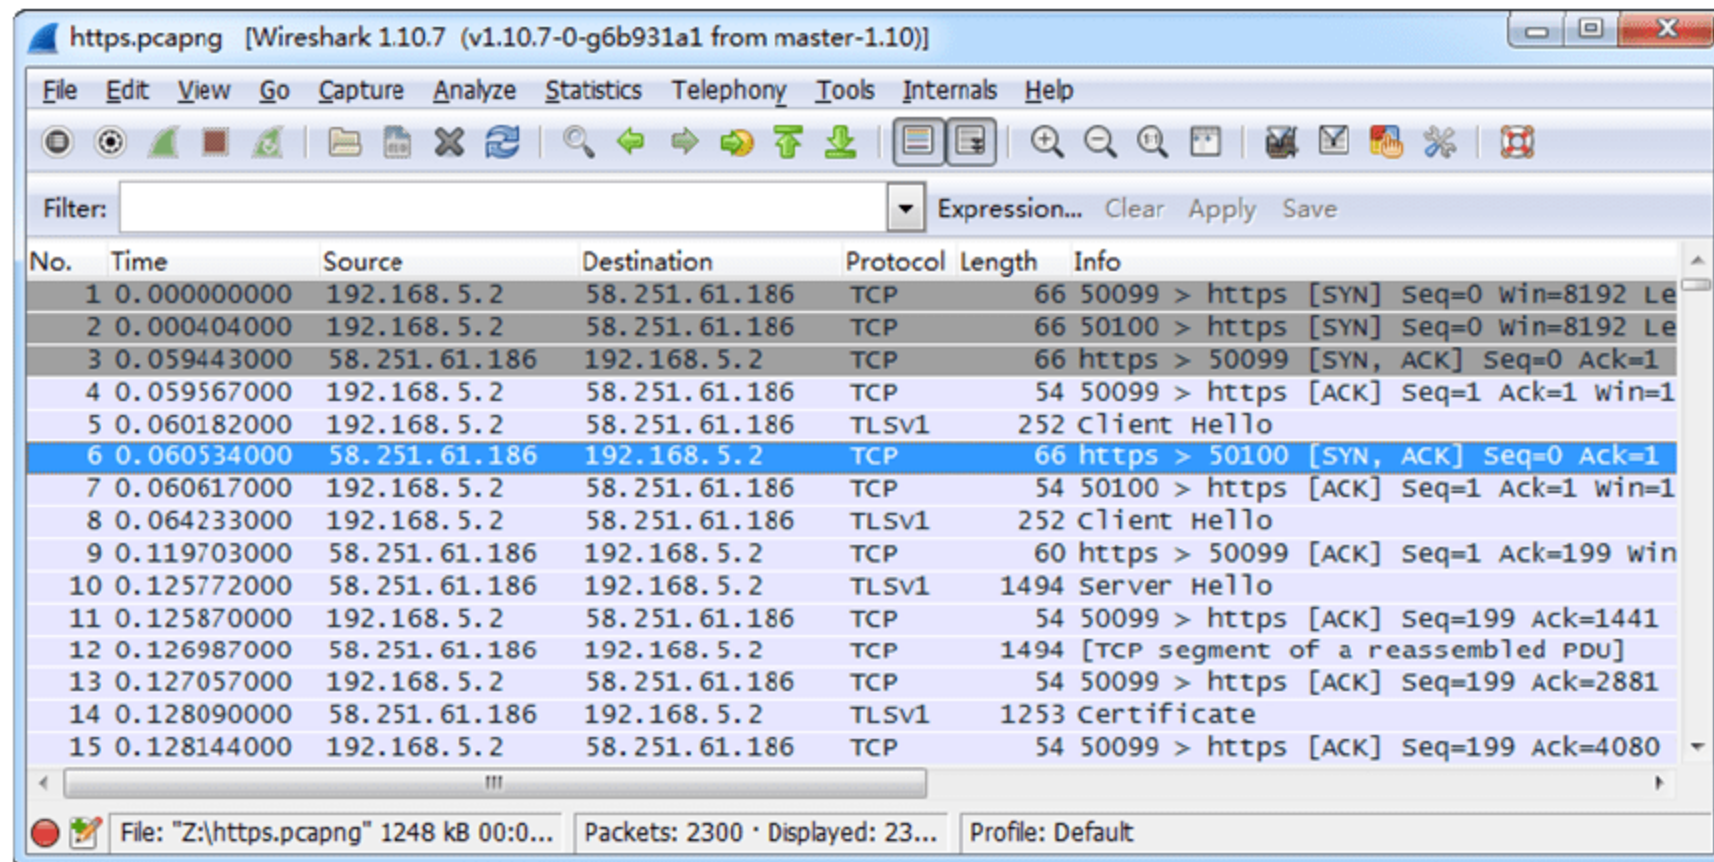 https.pcapng [Wireshark 1.10.7 (v1.10.7-0-g6b931a1 from master-1.10)]
File Edit View Go Capture Analyze Statistics Telephony Tools Internals Help
Filter: Expression... Clear Apply Save
No. Time Source Destination Protocol Length Info
1 0.000000000 192.168.5.2 58.251.61.186 TCP 66 50099 > https [SYN] Seq=0 Win=8192 Le
2 0.000404000 192.168.5.2 58.251.61.186 TCP 66 50100 > https [SYN] Seq=0 Win=8192 Le
3 0.059443000 58.251.61.186 192.168.5.2 TCP 66 https > 50099 [SYN, ACK] Seq=0 Ack=1
4 0.059567000 192.168.5.2 58.251.61.186 TCP 54 50099 > https [ACK] Seq=1 Ack=1 Win=1
5 0.060182000 192.168.5.2 58.251.61.186 TLSv1 252 Client Hello
6 0.060534000 58.251.61.186 192.168.5.2 TCP 66 https > 50100 [SYN, ACK] Seq=0 Ack=1
7 0.060617000 192.168.5.2 58.251.61.186 TCP 54 50100 > https [ACK] Seq=1 Ack=1 Win=1
8 0.064233000 192.168.5.2 58.251.61.186 TLSv1 252 Client Hello
9 0.119703000 58.251.61.186 192.168.5.2 TCP 60 https > 50099 [ACK] Seq=1 Ack=199 Win
10 0.125772000 58.251.61.186 192.168.5.2 TLSv1 1494 Server Hello
11 0.125870000 192.168.5.2 58.251.61.186 TCP 54 50099 > https [ACK] Seq=199 Ack=1441
12 0.126987000 58.251.61.186 192.168.5.2 TCP 1494 [TCP segment of a reassembled PDU]
13 0.127057000 192.168.5.2 58.251.61.186 TCP 54 50099 > https [ACK] Seq=199 Ack=2881
14 0.128090000 58.251.61.186 192.168.5.2 TLSv1 1253 Certificate
15 0.128144000 192.168.5.2 58.251.61.186 TCP 54 50099 > https [ACK] Seq=199 Ack=4080
File: "Z:\https.pcapng" 1248 kB 00:0... Packets: 2300 · Displayed: 23... Profile: Default